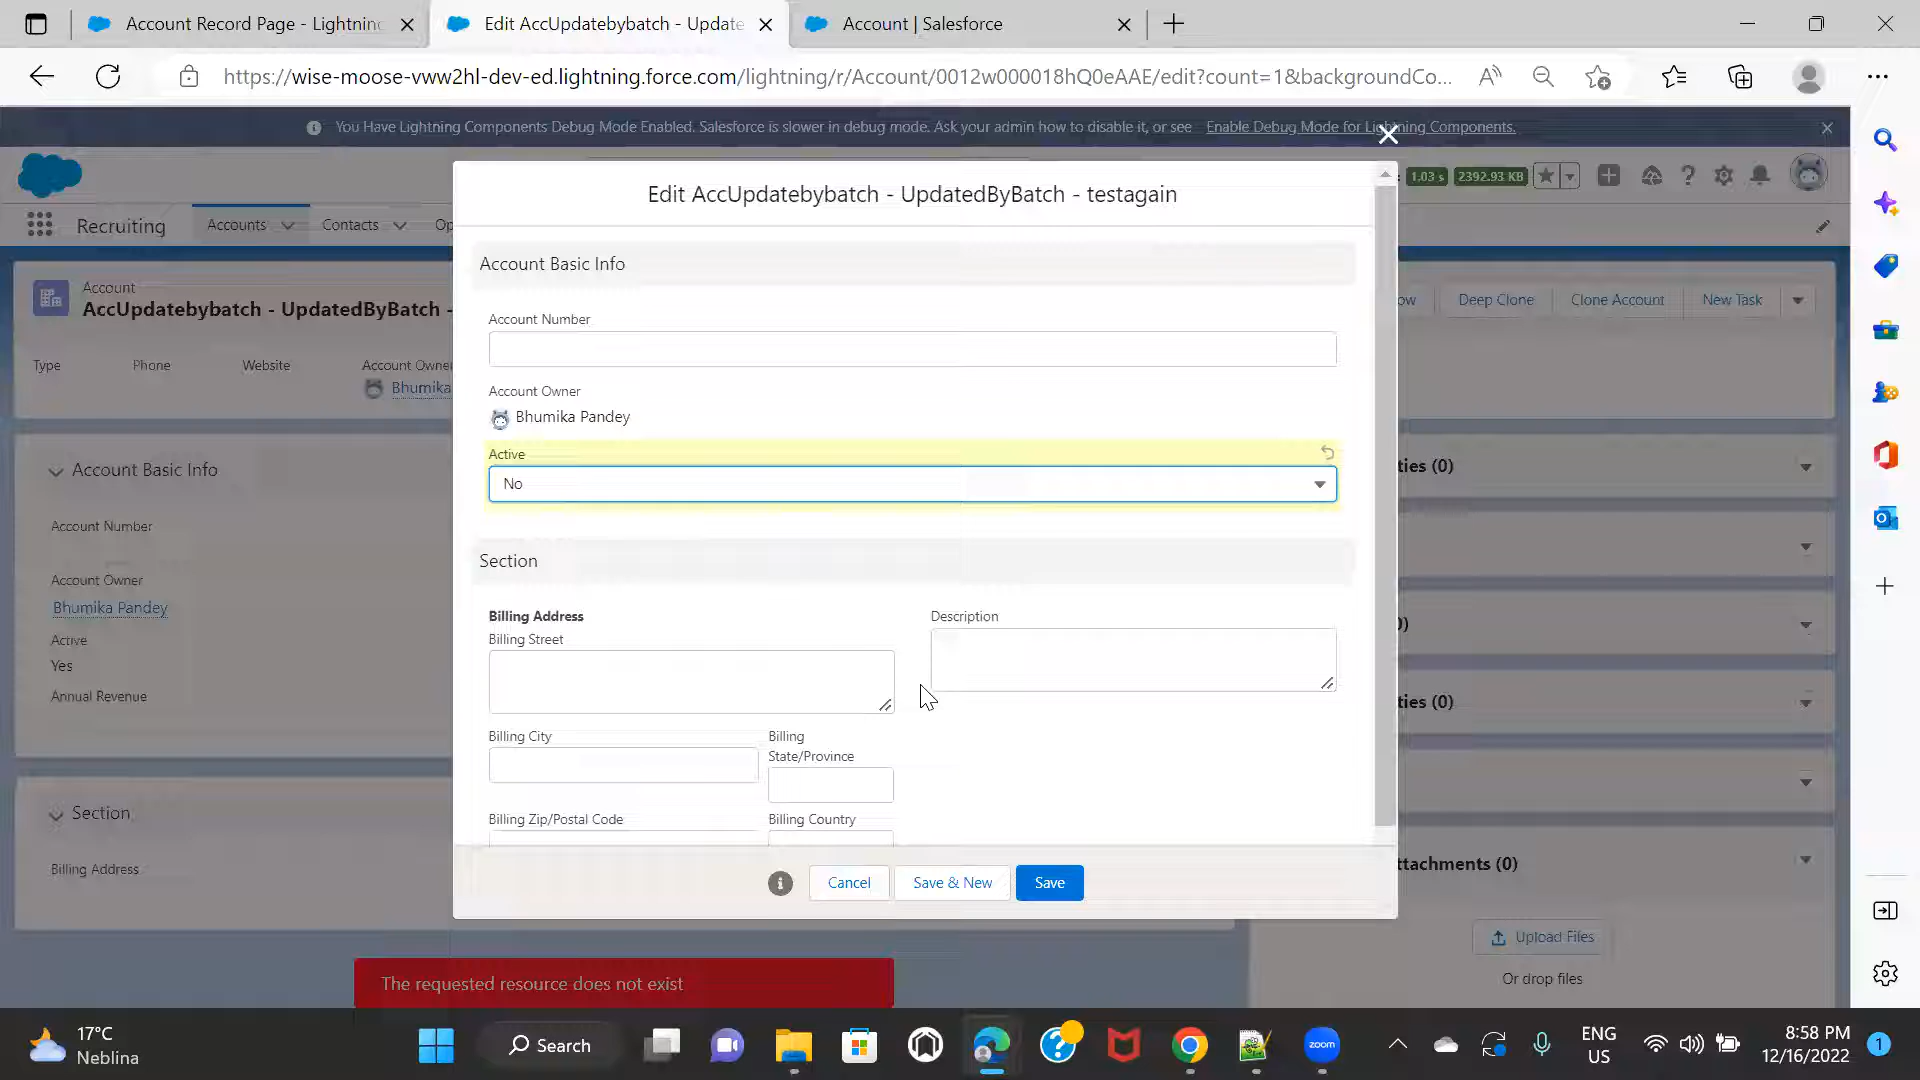 Account Record Page - Lightnin
Edit AccUpdatebybatch - Update
Account | Salesforce
https://wise-moose-vww2hl-dev-ed.lightning.force.com/lightning/r/Account/0012w000018hQ0eAAE/edit?count=1&backgroundCo...
You Have Lightning Components Debug Mode Enabled. Salesforce is slower in debug mode. Ask your admin how to disable it, or see Enable Debug Mode for Lightning Components.
1.03 s
2392.93 KB
Recruiting
Accounts
Contacts
Op
Account
AccUpdatebybatch - UpdatedByBatch -
Type
Phone
Website
Account Owner
Bhumika
ow
Deep Clone
Clone Account
New Task
Account Basic Info
Account Number
Account Owner
Bhumika Pandey
Active
Yes
Annual Revenue
Section
Billing Address
Edit AccUpdatebybatch - UpdatedByBatch - testagain
Account Basic Info
Account Number
Account Owner
Bhumika Pandey
Active
No
Section
Billing Address
Billing Street
Description
Billing City
Billing
State/Province
Billing Zip/Postal Code
Billing Country
Cancel
Save & New
Save
ties (0)
0)
ties (0)
ttachments (0)
Upload Files
Or drop files
The requested resource does not exist
17°C
Neblina
Search
zoom
ENG
US
8:58 PM
12/16/2022
1